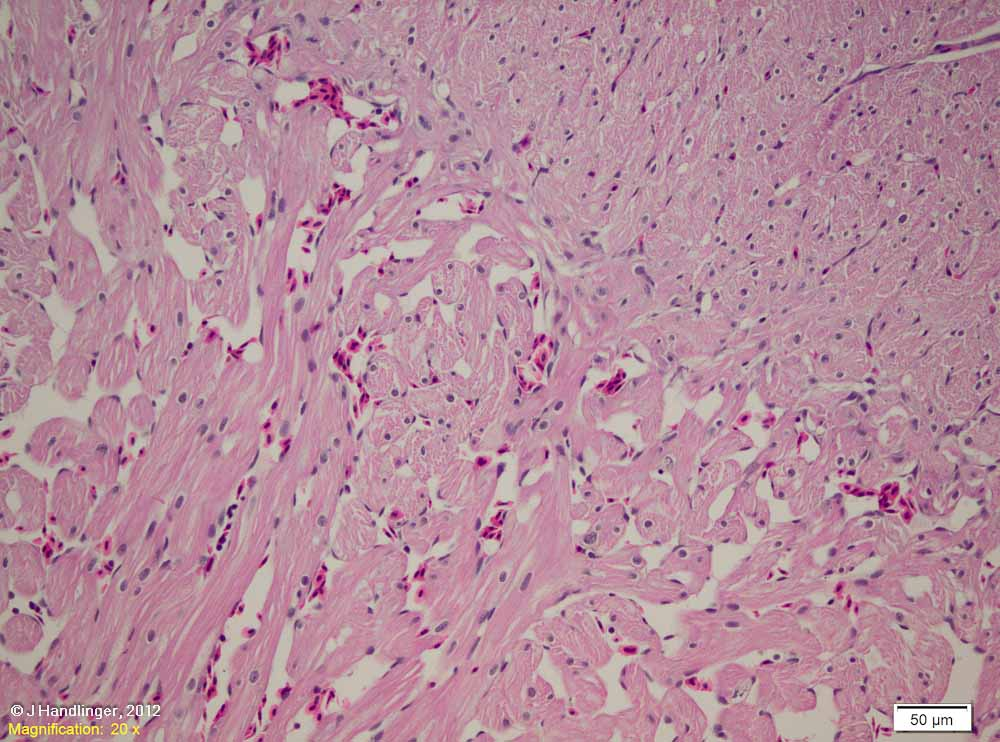 © J Handlinger, 2012
Magnification: 20 x
50 µm